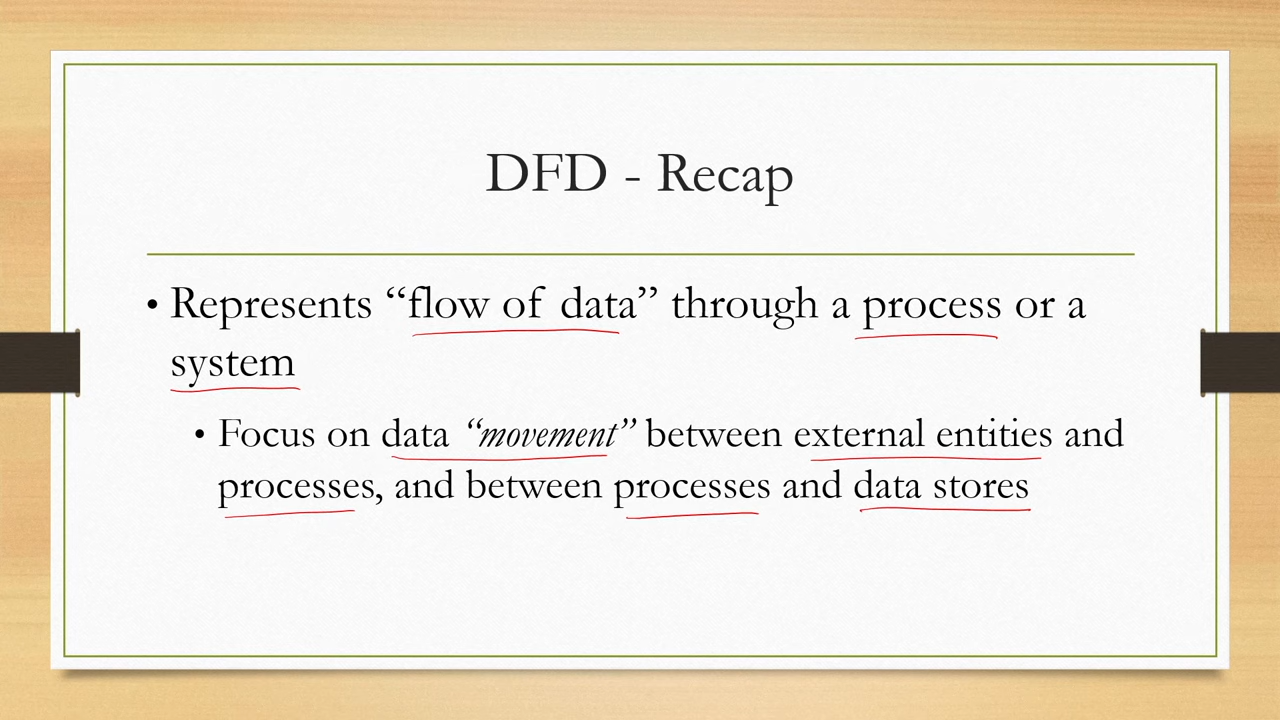 DFD - Recap
• Represents “flow of data” through a process or a
system
• Focus on data “movement” between external entities and
processes, and between processes and data stores